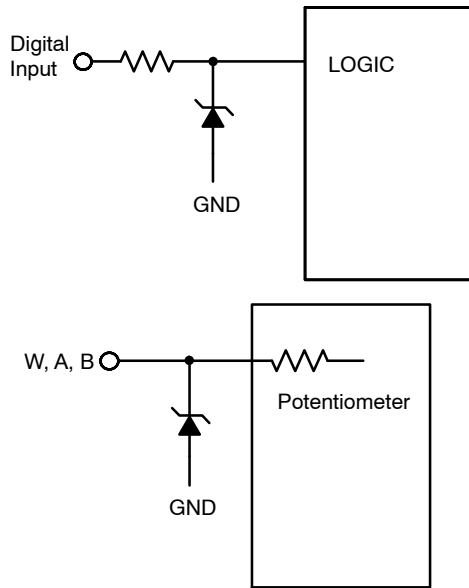 Digital
Input
LOGIC
GND
W, A, B
Potentiometer
GND